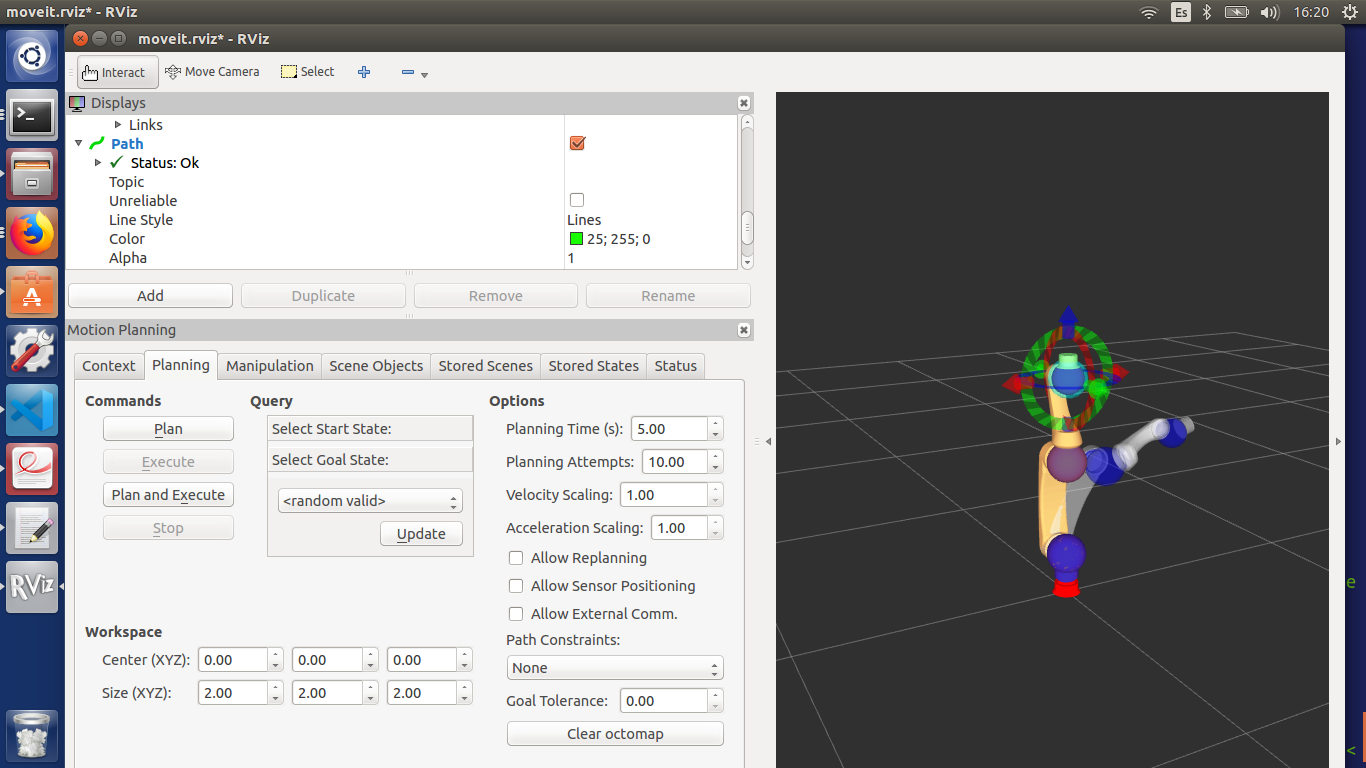 moveit.rviz* - RViz
Es
16:20
moveit.rviz* - RViz
Interact
Move Camera
Select
Displays
Links
Path
Status: Ok
Topic
Unreliable
Line Style Lines
Color 25; 255; 0
Alpha 1
Add
Duplicate
Remove
Rename
Motion Planning
Context
Planning
Manipulation
Scene Objects
Stored Scenes
Stored States
Status
Commands
Plan
Execute
Plan and Execute
Stop
Query
Select Start State:
Select Goal State:
<random valid>
Update
Options
Planning Time (s): 5.00
Planning Attempts: 10.00
Velocity Scaling: 1.00
Acceleration Scaling: 1.00
Allow Replanning
Allow Sensor Positioning
Allow External Comm.
Path Constraints:
None
Goal Tolerance: 0.00
Clear octomap
Workspace
Center (XYZ): 0.00 0.00 0.00
Size (XYZ): 2.00 2.00 2.00
RViz
e
<